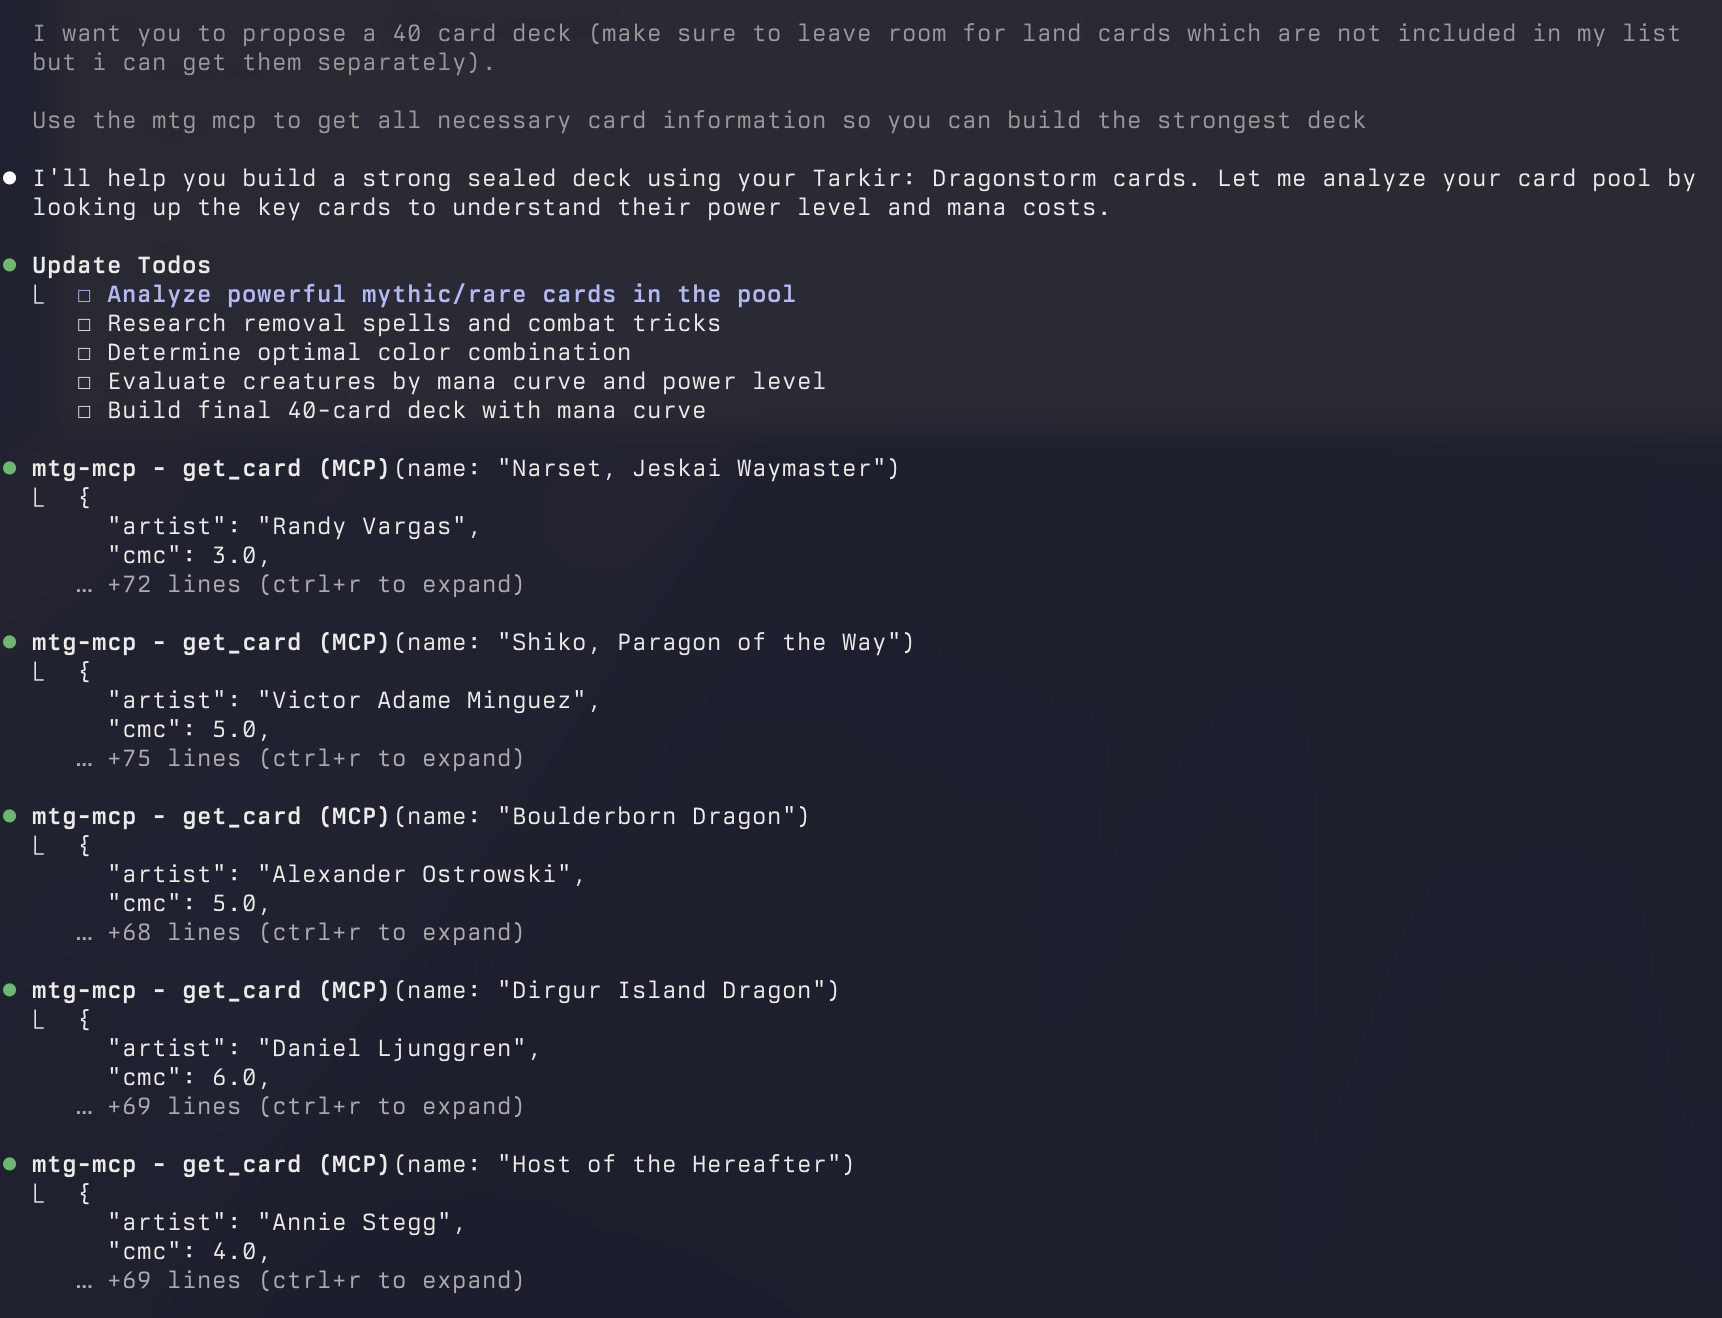 I want you to propose a 40 card deck (make sure to leave room for land cards which are not included in my list
but i can get them separately).
Use the mtg mcp to get all necessary card information so you can build the strongest deck
● I'll help you build a strong sealed deck using your Tarkir: Dragonstorm cards. Let me analyze your card pool by
looking up the key cards to understand their power level and mana costs.
● Update Todos
⎿  ☐ Analyze powerful mythic/rare cards in the pool
☐ Research removal spells and combat tricks
☐ Determine optimal color combination
☐ Evaluate creatures by mana curve and power level
☐ Build final 40-card deck with mana curve
● mtg-mcp - get_card (MCP)(name: "Narset, Jeskai Waymaster")
⎿  {
"artist": "Randy Vargas",
"cmc": 3.0,
… +72 lines (ctrl+r to expand)
● mtg-mcp - get_card (MCP)(name: "Shiko, Paragon of the Way")
⎿  {
"artist": "Victor Adame Minguez",
"cmc": 5.0,
… +75 lines (ctrl+r to expand)
● mtg-mcp - get_card (MCP)(name: "Boulderborn Dragon")
⎿  {
"artist": "Alexander Ostrowski",
"cmc": 5.0,
… +68 lines (ctrl+r to expand)
● mtg-mcp - get_card (MCP)(name: "Dirgur Island Dragon")
⎿  {
"artist": "Daniel Ljunggren",
"cmc": 6.0,
… +69 lines (ctrl+r to expand)
● mtg-mcp - get_card (MCP)(name: "Host of the Hereafter")
⎿  {
"artist": "Annie Stegg",
"cmc": 4.0,
… +69 lines (ctrl+r to expand)